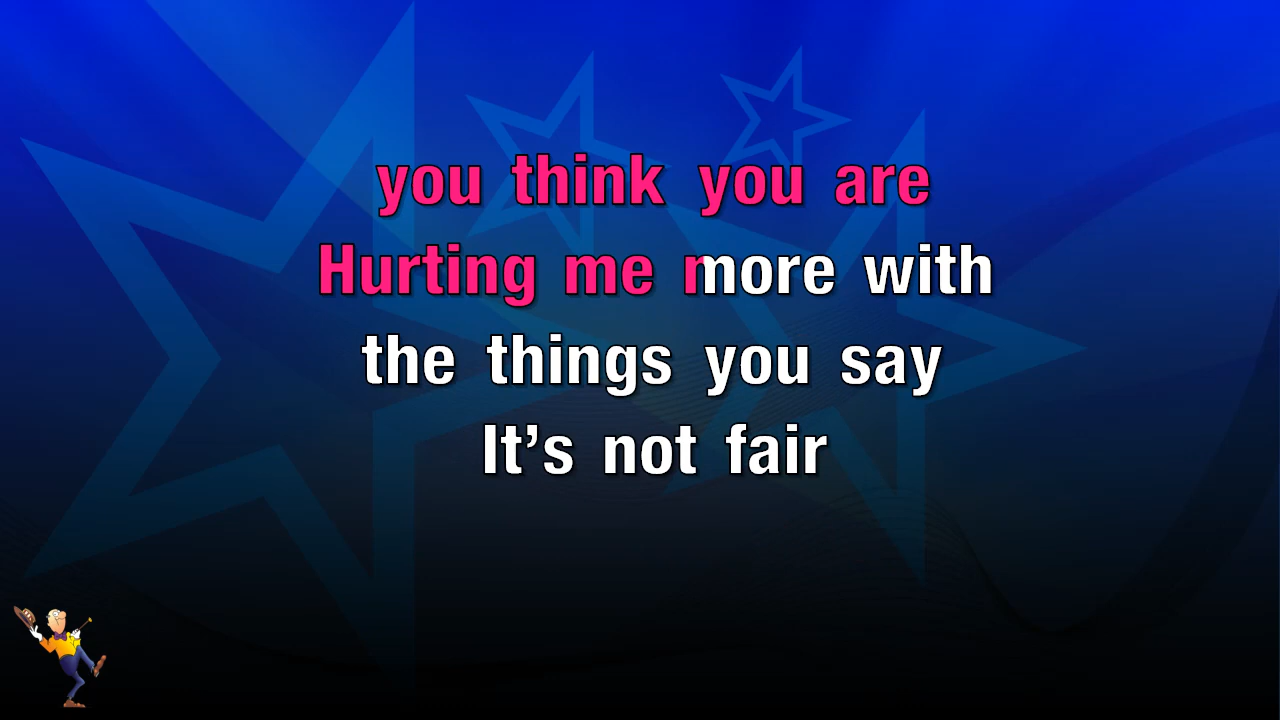 you think you are
Hurting me more with
the things you say
It’s not fair